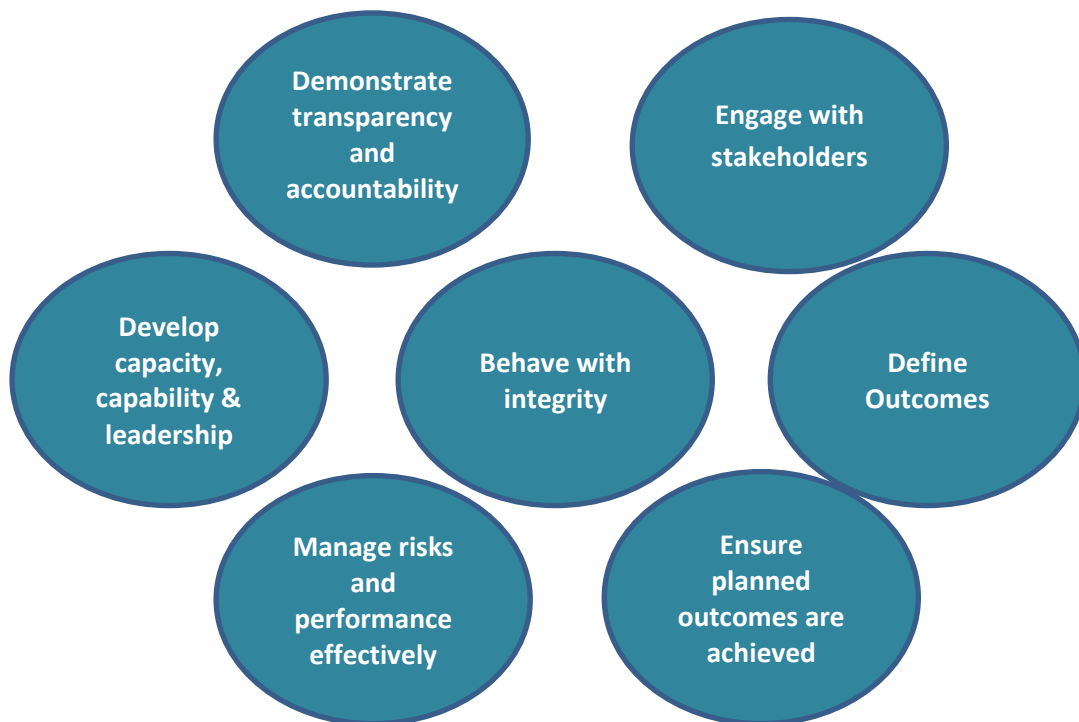 Demonstrate
transparency
and
accountability
Engage with
stakeholders
Develop
capacity,
capability &
leadership
Behave with
integrity
Define
Outcomes
Manage risks
and
performance
effectively
Ensure
planned
outcomes are
achieved